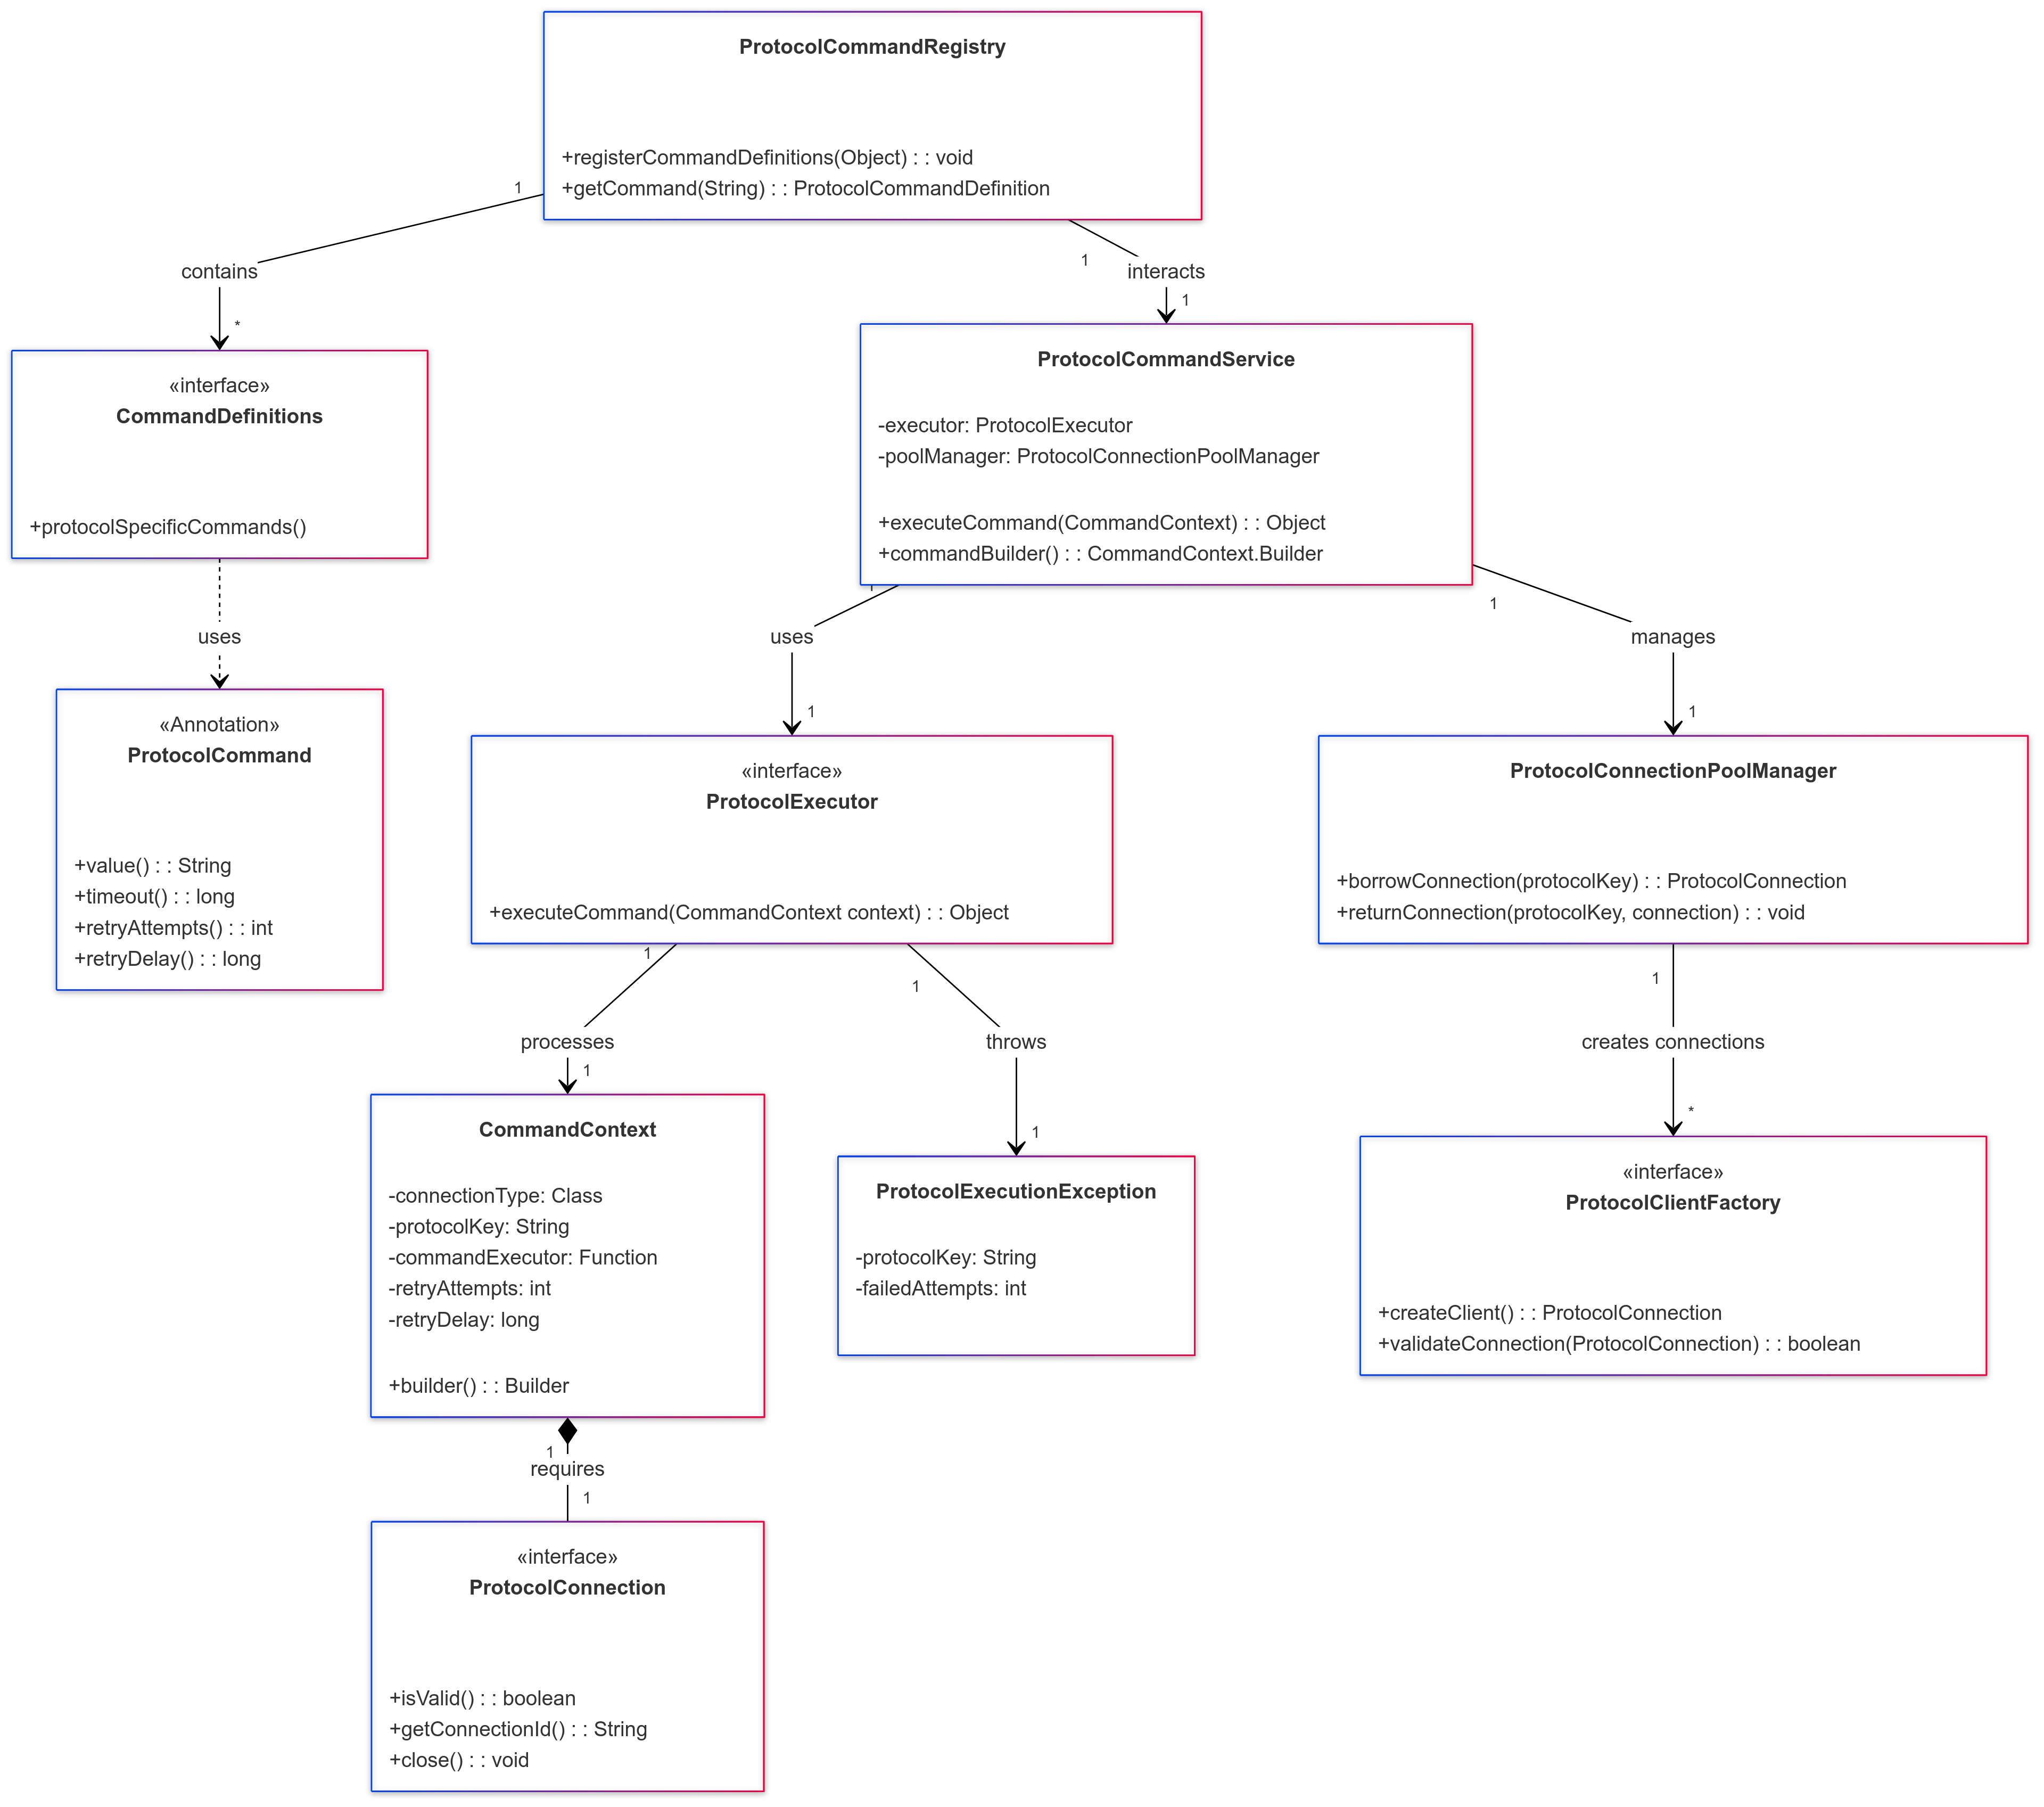 ProtocolCommandRegistry
+registerCommandDefinitions(Object) : : void
+getCommand(String) : : ProtocolCommandDefinition
1
contains
*
1
interacts
1
«interface»
CommandDefinitions
+protocolSpecificCommands()
ProtocolCommandService
-executor: ProtocolExecutor
-poolManager: ProtocolConnectionPoolManager
+executeCommand(CommandContext) : : Object
+commandBuilder() : : CommandContext.Builder
uses
1
uses
1
1
manages
1
«Annotation»
ProtocolCommand
+value() : : String
+timeout() : : long
+retryAttempts() : : int
+retryDelay() : : long
«interface»
ProtocolExecutor
+executeCommand(CommandContext context) : : Object
ProtocolConnectionPoolManager
+borrowConnection(protocolKey) : : ProtocolConnection
+returnConnection(protocolKey, connection) : : void
1
processes
1
1
throws
1
1
creates connections
*
CommandContext
-connectionType: Class
-protocolKey: String
-commandExecutor: Function
-retryAttempts: int
-retryDelay: long
+builder() : : Builder
ProtocolExecutionException
-protocolKey: String
-failedAttempts: int
«interface»
ProtocolClientFactory
+createClient() : : ProtocolConnection
+validateConnection(ProtocolConnection) : : boolean
1
requires
1
«interface»
ProtocolConnection
+isValid() : : boolean
+getConnectionId() : : String
+close() : : void